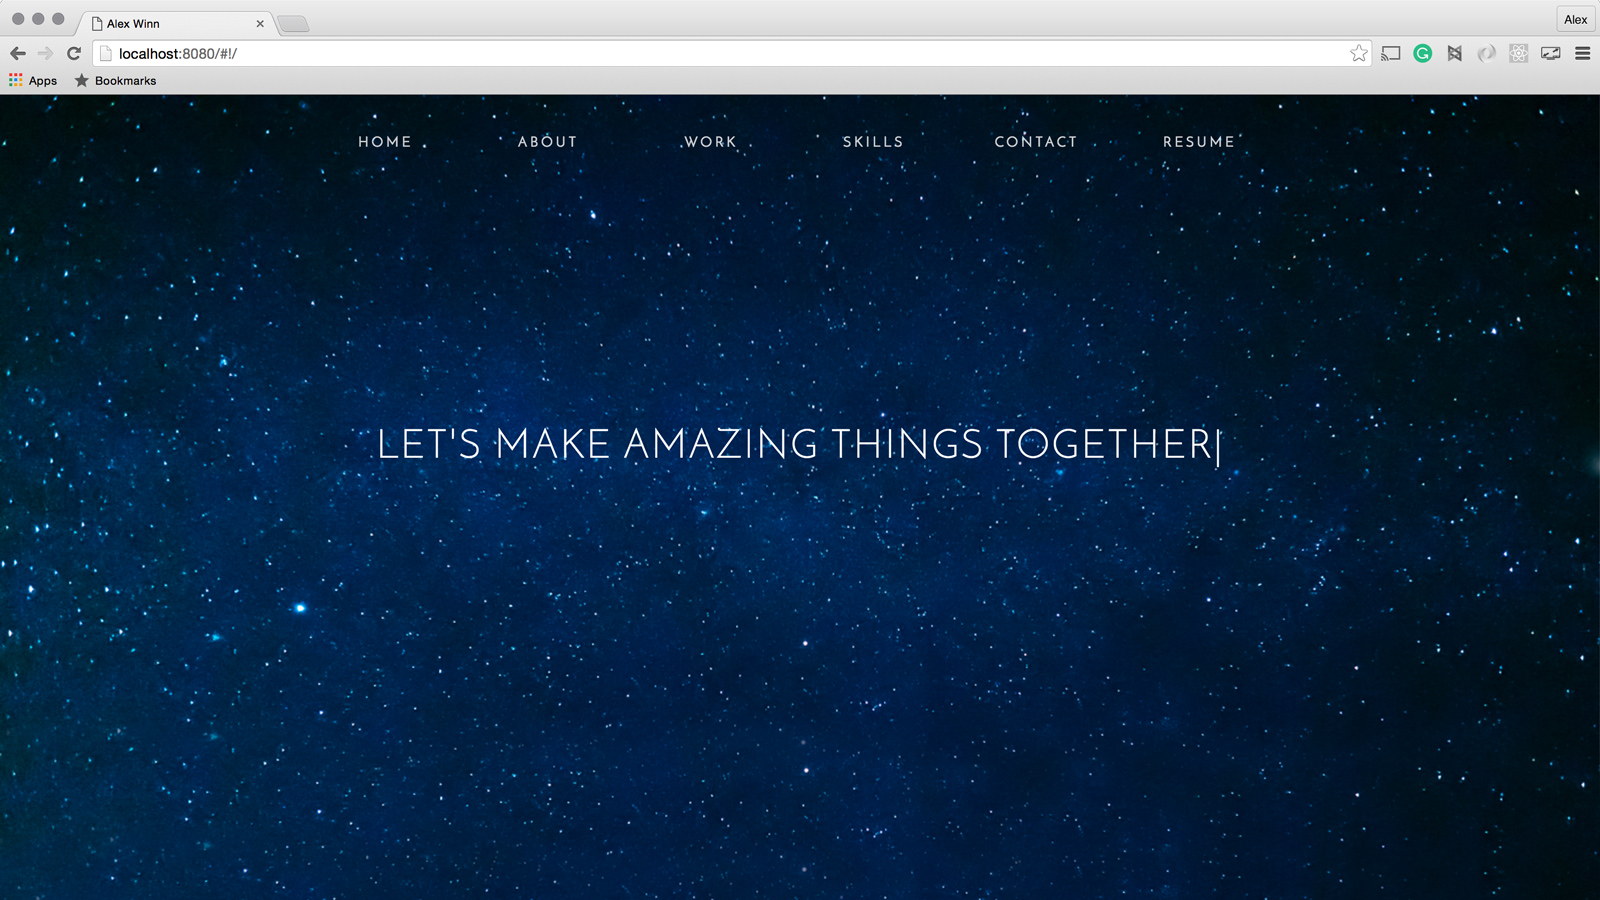 Alex Winn
Alex
localhost:8080/#!/
Apps Bookmarks
HOME ABOUT WORK SKILLS CONTACT RESUME
LET'S MAKE AMAZING THINGS TOGETHER|